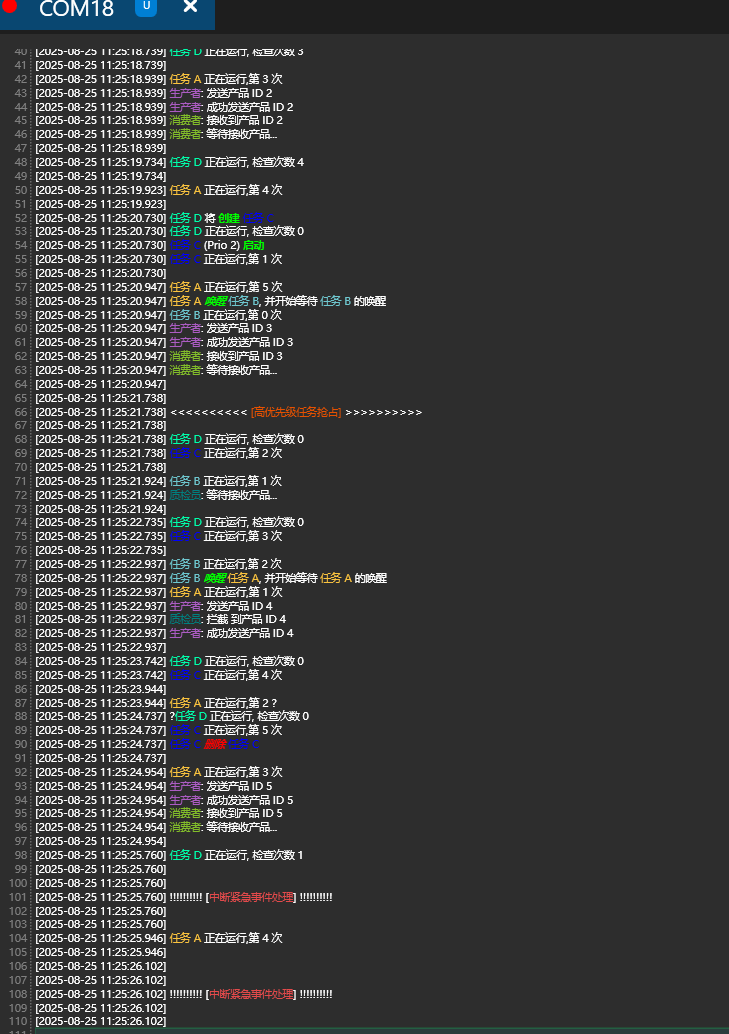 COM18 U ×
40 [2025-08-25 11:25:18.739] 任务 D 正在运行, 检查次数 3
41 [2025-08-25 11:25:18.739]
42 [2025-08-25 11:25:18.939] 任务 A 正在运行,第 3 次
43 [2025-08-25 11:25:18.939] 生产者: 发送产品 ID 2
44 [2025-08-25 11:25:18.939] 生产者: 成功发送产品 ID 2
45 [2025-08-25 11:25:18.939] 消费者: 接收到产品 ID 2
46 [2025-08-25 11:25:18.939] 消费者: 等待接收产品...
47 [2025-08-25 11:25:18.939]
48 [2025-08-25 11:25:19.734] 任务 D 正在运行, 检查次数 4
49 [2025-08-25 11:25:19.734]
50 [2025-08-25 11:25:19.923] 任务 A 正在运行,第 4 次
51 [2025-08-25 11:25:19.923]
52 [2025-08-25 11:25:20.730] 任务 D 将 创建 任务 C
53 [2025-08-25 11:25:20.730] 任务 D 正在运行, 检查次数 0
54 [2025-08-25 11:25:20.730] 任务 C (Prio 2) 启动
55 [2025-08-25 11:25:20.730] 任务 C 正在运行,第 1 次
56 [2025-08-25 11:25:20.730]
57 [2025-08-25 11:25:20.947] 任务 A 正在运行,第 5 次
58 [2025-08-25 11:25:20.947] 任务 A 唤醒 任务 B, 并开始等待 任务 B 的唤醒
59 [2025-08-25 11:25:20.947] 任务 B 正在运行,第 0 次
60 [2025-08-25 11:25:20.947] 生产者: 发送产品 ID 3
61 [2025-08-25 11:25:20.947] 生产者: 成功发送产品 ID 3
62 [2025-08-25 11:25:20.947] 消费者: 接收到产品 ID 3
63 [2025-08-25 11:25:20.947] 消费者: 等待接收产品...
64 [2025-08-25 11:25:20.947]
65 [2025-08-25 11:25:21.738]
66 [2025-08-25 11:25:21.738] <<<<<<<<<< [高优先级任务抢占] >>>>>>>>>>
67 [2025-08-25 11:25:21.738]
68 [2025-08-25 11:25:21.738] 任务 D 正在运行, 检查次数 0
69 [2025-08-25 11:25:21.738] 任务 C 正在运行,第 2 次
70 [2025-08-25 11:25:21.738]
71 [2025-08-25 11:25:21.924] 任务 B 正在运行,第 1 次
72 [2025-08-25 11:25:21.924] 质检员: 等待接收产品...
73 [2025-08-25 11:25:21.924]
74 [2025-08-25 11:25:22.735] 任务 D 正在运行, 检查次数 0
75 [2025-08-25 11:25:22.735] 任务 C 正在运行,第 3 次
76 [2025-08-25 11:25:22.735]
77 [2025-08-25 11:25:22.937] 任务 B 正在运行,第 2 次
78 [2025-08-25 11:25:22.937] 任务 B 唤醒 任务 A, 并开始等待 任务 A 的唤醒
79 [2025-08-25 11:25:22.937] 任务 A 正在运行,第 1 次
80 [2025-08-25 11:25:22.937] 生产者: 发送产品 ID 4
81 [2025-08-25 11:25:22.937] 质检员: 拦截 到产品 ID 4
82 [2025-08-25 11:25:22.937] 生产者: 成功发送产品 ID 4
83 [2025-08-25 11:25:22.937]
84 [2025-08-25 11:25:23.742] 任务 D 正在运行, 检查次数 0
85 [2025-08-25 11:25:23.742] 任务 C 正在运行,第 4 次
86 [2025-08-25 11:25:23.944]
87 [2025-08-25 11:25:23.944] 任务 A 正在运行,第 2 ?
88 [2025-08-25 11:25:24.737] ?任务 D 正在运行, 检查次数 0
89 [2025-08-25 11:25:24.737] 任务 C 正在运行,第 5 次
90 [2025-08-25 11:25:24.737] 任务 C 删除 任务 C
91 [2025-08-25 11:25:24.737]
92 [2025-08-25 11:25:24.954] 任务 A 正在运行,第 3 次
93 [2025-08-25 11:25:24.954] 生产者: 发送产品 ID 5
94 [2025-08-25 11:25:24.954] 生产者: 成功发送产品 ID 5
95 [2025-08-25 11:25:24.954] 消费者: 接收到产品 ID 5
96 [2025-08-25 11:25:24.954] 消费者: 等待接收产品...
97 [2025-08-25 11:25:24.954]
98 [2025-08-25 11:25:25.760] 任务 D 正在运行, 检查次数 1
99 [2025-08-25 11:25:25.760]
100 [2025-08-25 11:25:25.760]
101 [2025-08-25 11:25:25.760] !!!!!!!!!! [中断紧急事件处理] !!!!!!!!!!
102 [2025-08-25 11:25:25.760]
103 [2025-08-25 11:25:25.760]
104 [2025-08-25 11:25:25.946] 任务 A 正在运行,第 4 次
105 [2025-08-25 11:25:25.946]
106 [2025-08-25 11:25:26.102]
107 [2025-08-25 11:25:26.102]
108 [2025-08-25 11:25:26.102] !!!!!!!!!! [中断紧急事件处理] !!!!!!!!!!
109 [2025-08-25 11:25:26.102]
110 [2025-08-25 11:25:26.102]